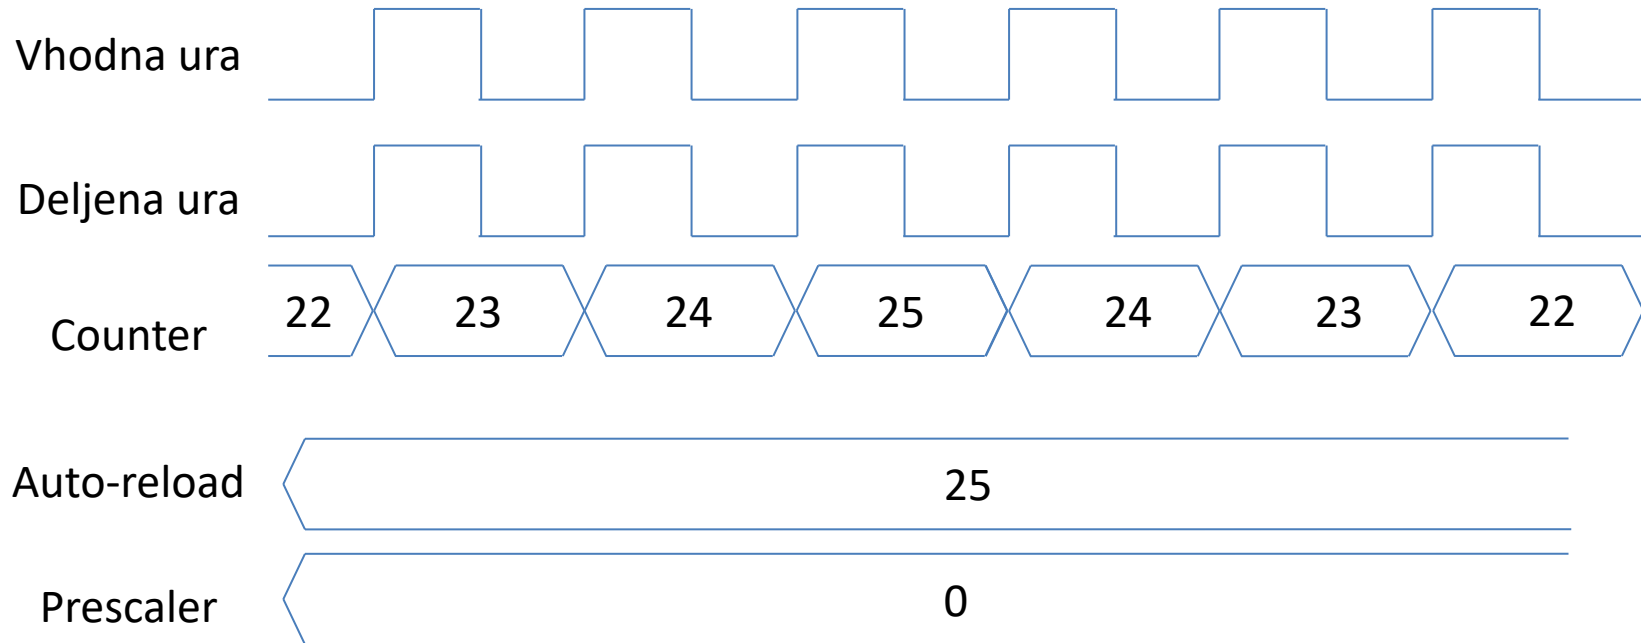 Vhodna ura
Deljena ura
Counter 22 23 24 25 24 23 22
Auto-reload 25
Prescaler 0